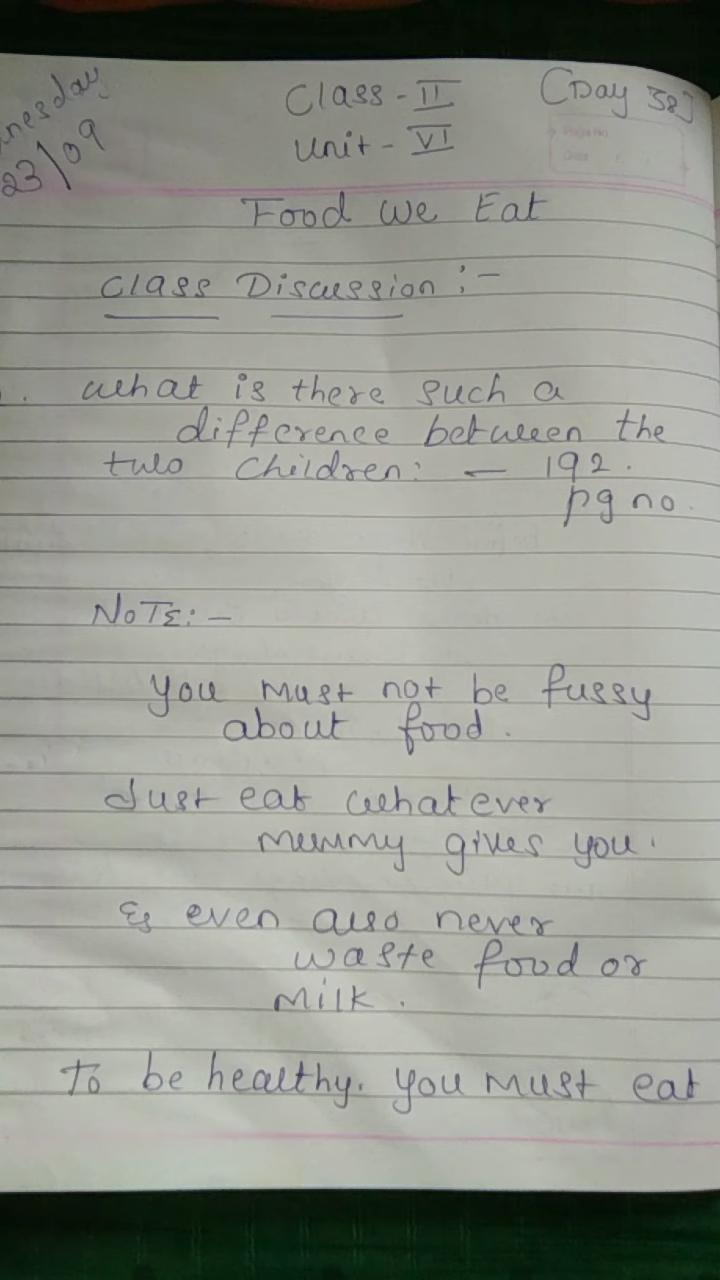 nesday
23/09
Class - II
[Day 38]
Unit - VI
Food We Eat
Class Discussion :-
. what is there such a
difference between the
two Children: — 192.
pg no.
NOTE: -
you must not be fussy
about food.
Just eat whatever
mummy gives you.
& even also never
waste food or
Milk.
To be healthy. you must eat